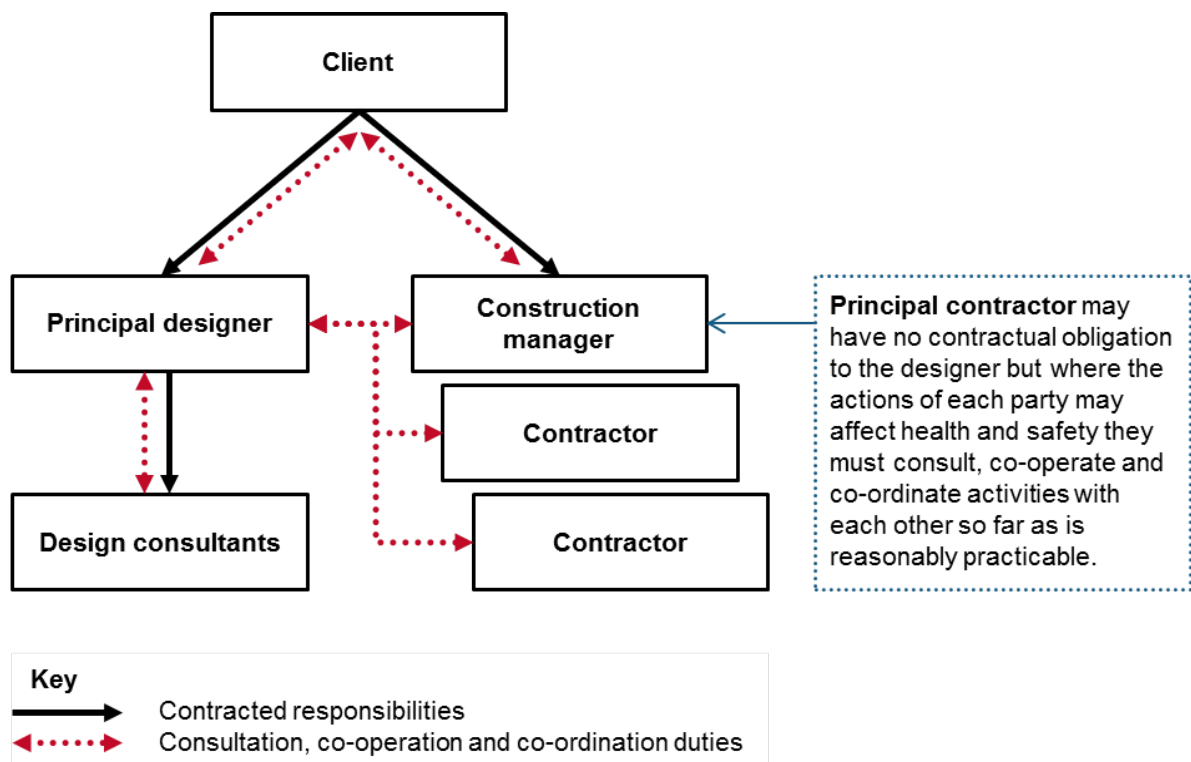 Client
Principal designer
Construction
manager
Principal contractor may
have no contractual obligation
to the designer but where the
actions of each party may
affect health and safety they
must consult, co-operate and
co-ordinate activities with
each other so far as is
reasonably practicable.
Contractor
Design consultants
Contractor
Key
Contracted responsibilities
Consultation, co-operation and co-ordination duties